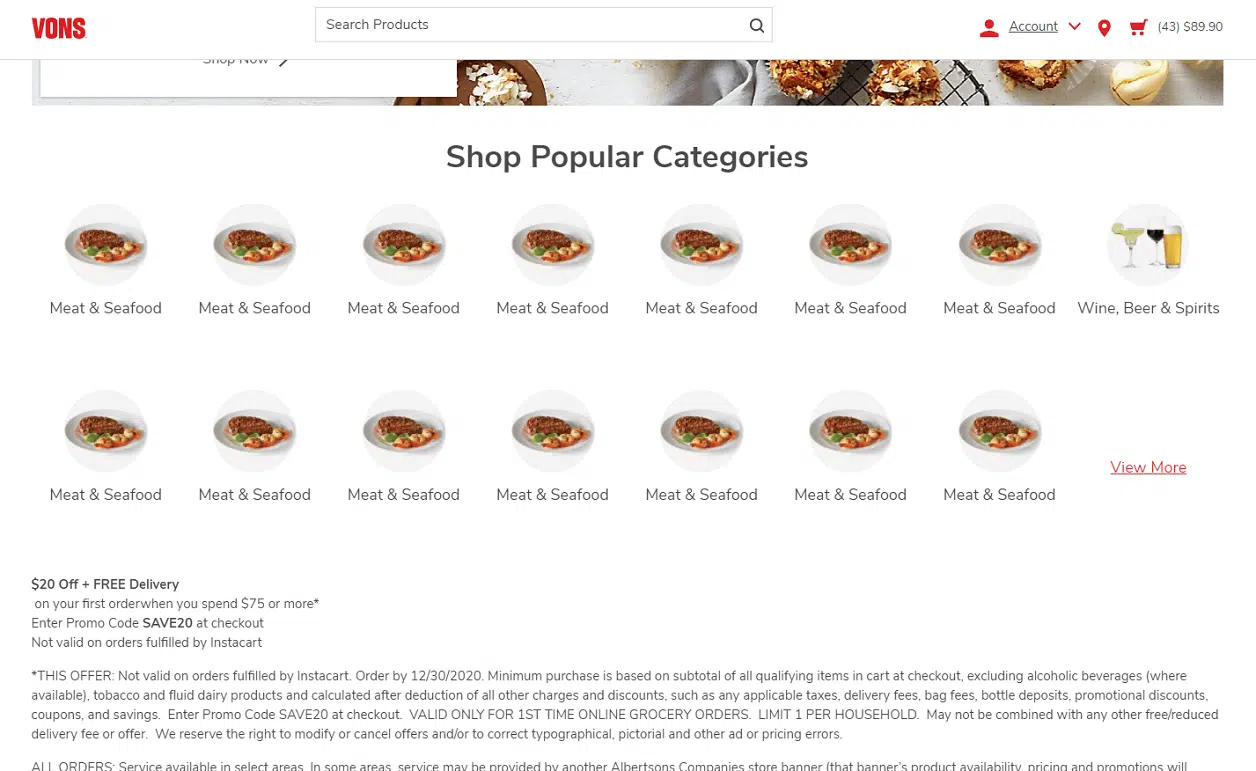 VONS
Search Products
Account
(43) $89.90
Shop Now
Shop Popular Categories
Meat & Seafood
Meat & Seafood
Meat & Seafood
Meat & Seafood
Meat & Seafood
Meat & Seafood
Meat & Seafood
Wine, Beer & Spirits
Meat & Seafood
Meat & Seafood
Meat & Seafood
Meat & Seafood
Meat & Seafood
Meat & Seafood
Meat & Seafood
View More
$20 Off + FREE Delivery
on your first orderwhen you spend $75 or more*
Enter Promo Code SAVE20 at checkout
Not valid on orders fulfilled by Instacart
*THIS OFFER: Not valid on orders fulfilled by Instacart. Order by 12/30/2020. Minimum purchase is based on subtotal of all qualifying items in cart at checkout, excluding alcoholic beverages (where
available), tobacco and fluid dairy products and calculated after deduction of all other charges and discounts, such as any applicable taxes, delivery fees, bag fees, bottle deposits, promotional discounts,
coupons, and savings. Enter Promo Code SAVE20 at checkout. VALID ONLY FOR 1ST TIME ONLINE GROCERY ORDERS. LIMIT 1 PER HOUSEHOLD. May not be combined with any other free/reduced
delivery fee or offer. We reserve the right to modify or cancel offers and/or to correct typographical, pictorial and other ad or pricing errors.
ALL ORDERS: Service available in select areas. In some areas, service may be provided by another Albertsons Companies store banner (that banner's product availability, pricing and promotions will